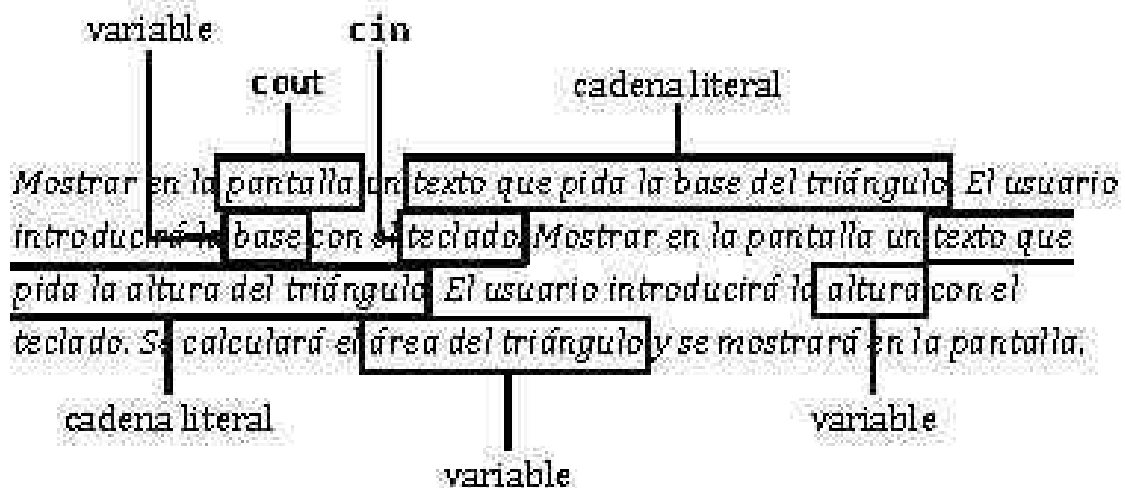 variable cin
cout cadena literal
Mostrar en la pantalla un texto que pida la base del triángulo. El usuario
introducirá la base con el teclado. Mostrar en la pantalla un texto que
pida la altura del triángulo. El usuario introducirá la altura con el
teclado. Se calculará el área del triángulo y se mostrará en la pantalla.
cadena literal variable
variable